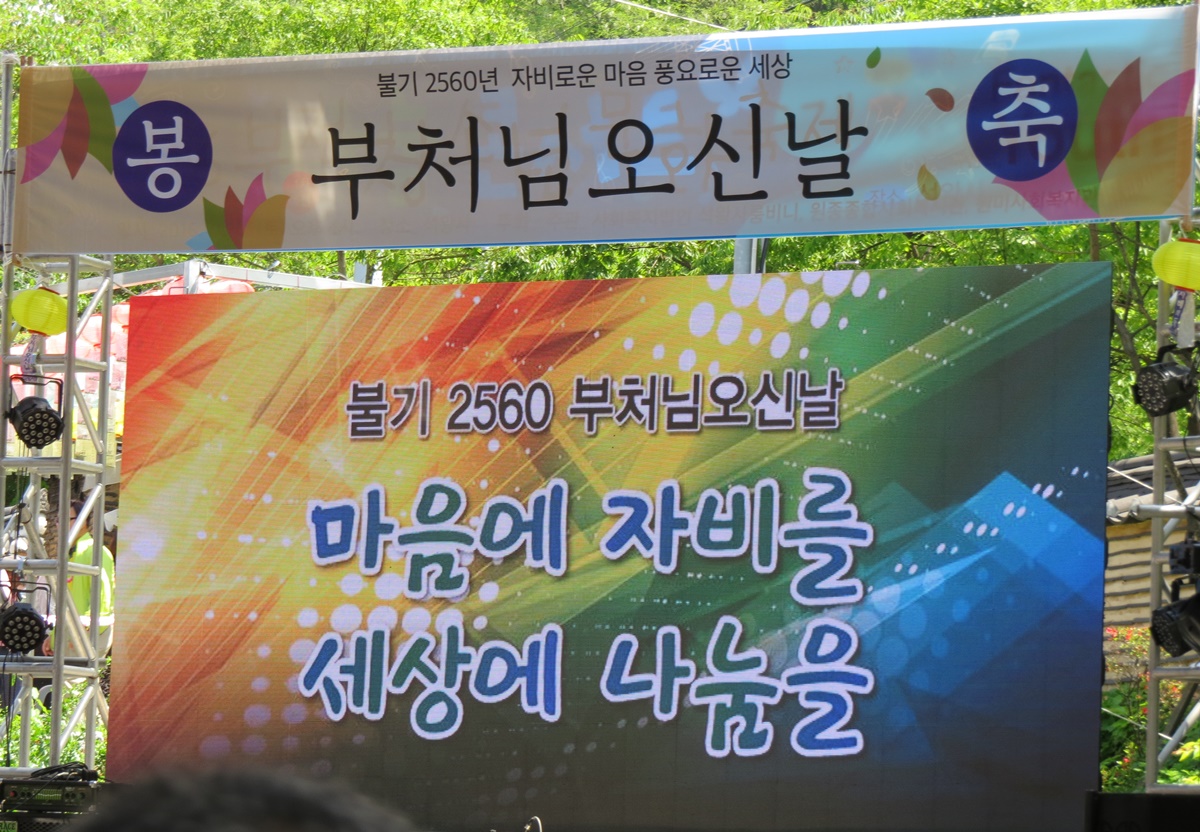 불기 2560년 자비로운 마음 풍요로운 세상
봉 부처님오신날 축
불기 2560 부처님오신날
마음에 자비를
세상에 나눔을